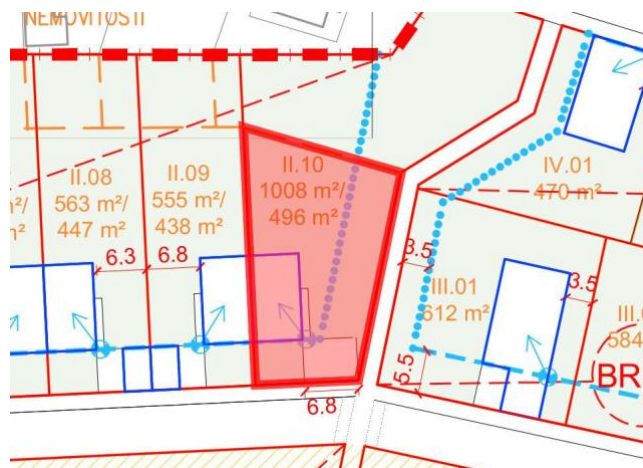 NEMOVITOSTI
II.08
563 m²/
447 m²
II.09
555 m²/
438 m²
II.10
1008 m²/
496 m²
IV.01
470 m²
6.3
6.8
3.5
III.01
612 m²
3.5
584
5.5
BR
6.8